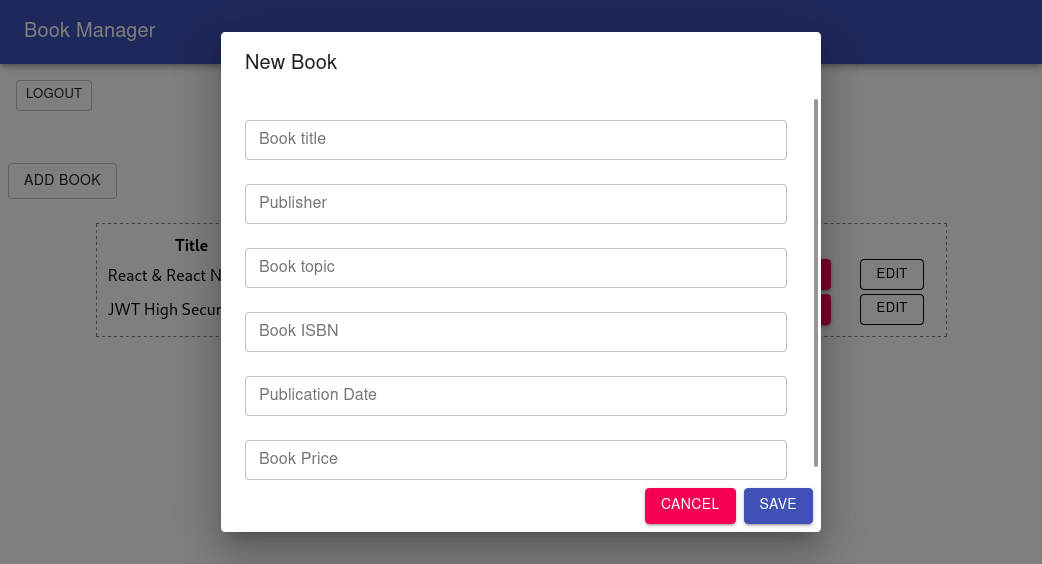 Book Manager
New Book
LOGOUT
Book title
ADD BOOK
Publisher
Title
Book topic
React & React N
EDIT
JWT High Secur
EDIT
Book ISBN
Publication Date
Book Price
CANCEL
SAVE